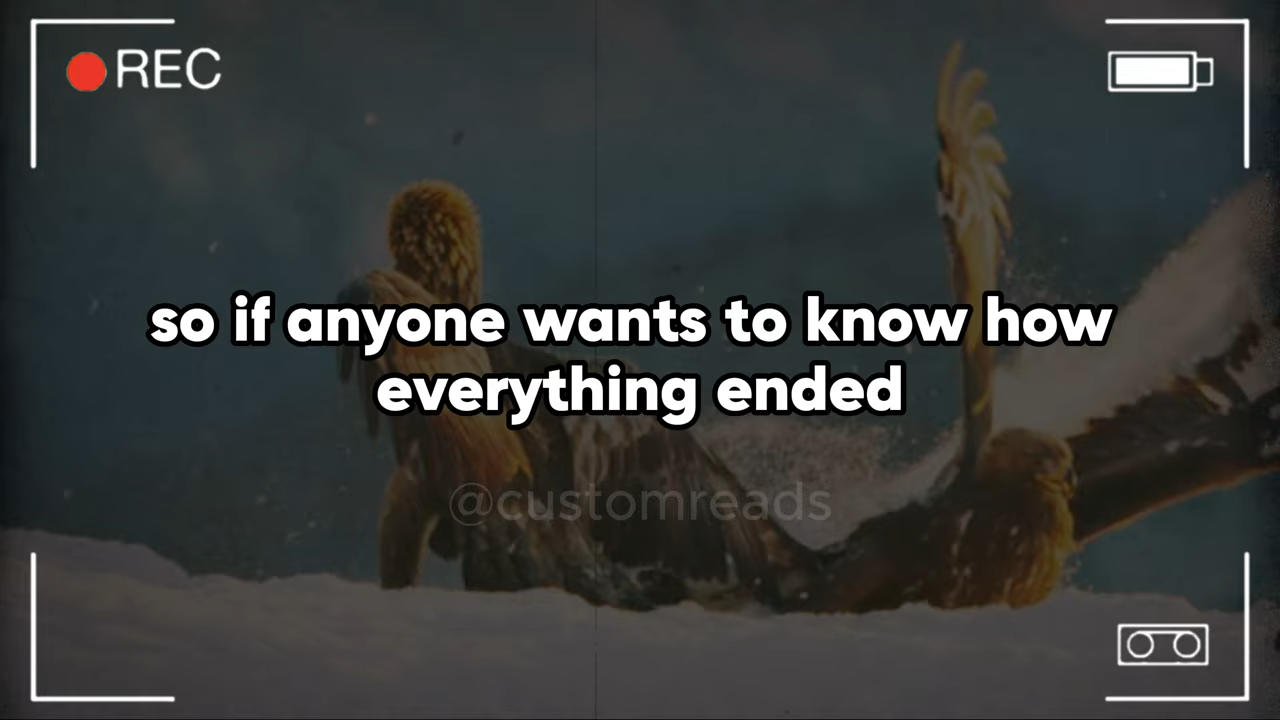 REC
so if anyone wants to know how
everything ended
@customreads